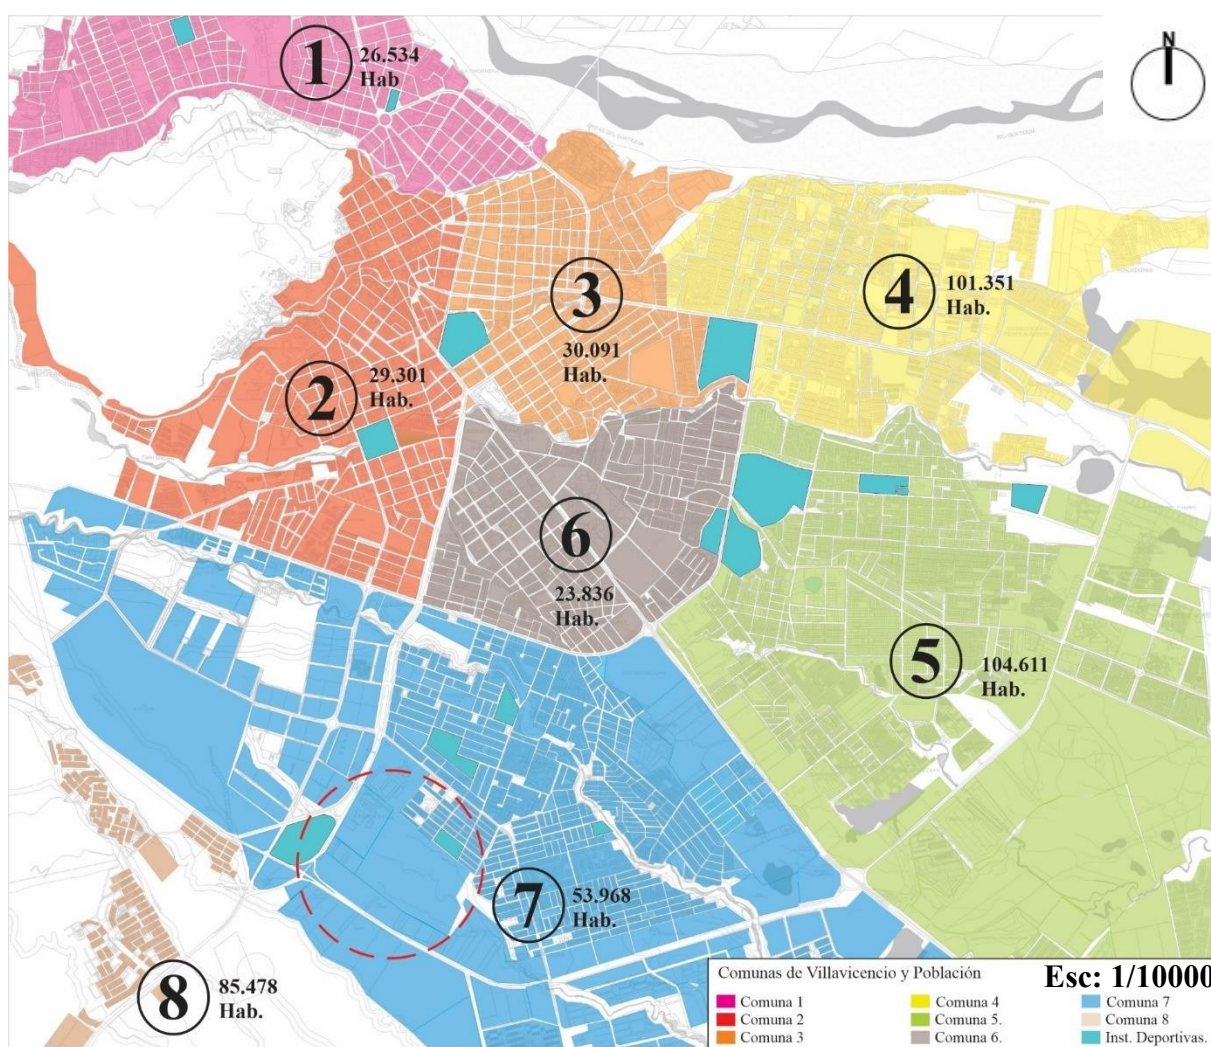 N
1
26.534
Hab
3
30.091
Hab.
4
101.351
Hab.
2
29.301
Hab.
6
23.836
Hab.
5
104.611
Hab.
7
53.968
Hab.
8
85.478
Hab.
Comunas de Villavicencio y Población
Esc: 1/10000
Comuna 1
Comuna 2
Comuna 3
Comuna 4
Comuna 5.
Comuna 6.
Comuna 7
Comuna 8
Inst. Deportivas.